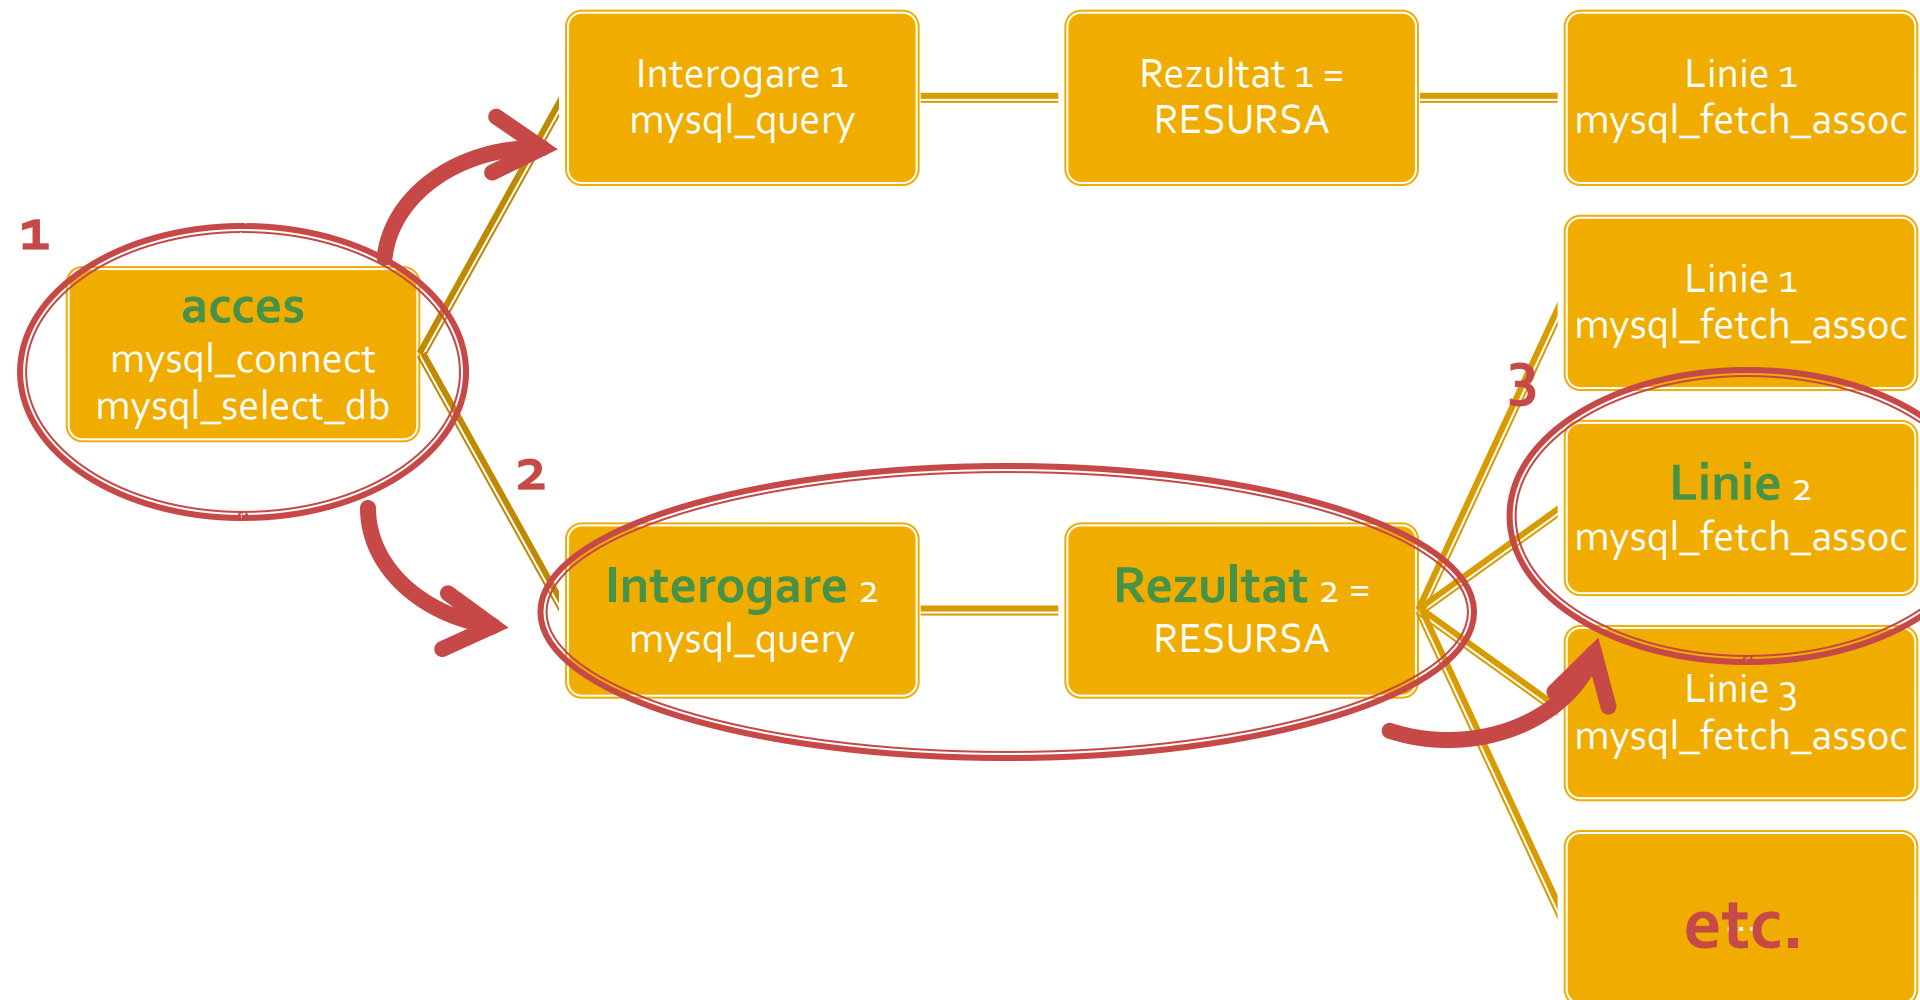 Interogare 1
mysql_query
Rezultat 1 =
RESURSA
Linie 1
mysql_fetch_assoc
1
acces
mysql_connect
mysql_select_db
Linie 1
mysql_fetch_assoc
2
3
Interogare 2
mysql_query
Rezultat 2 =
RESURSA
Linie 2
mysql_fetch_assoc
Linie 3
mysql_fetch_assoc
etc.